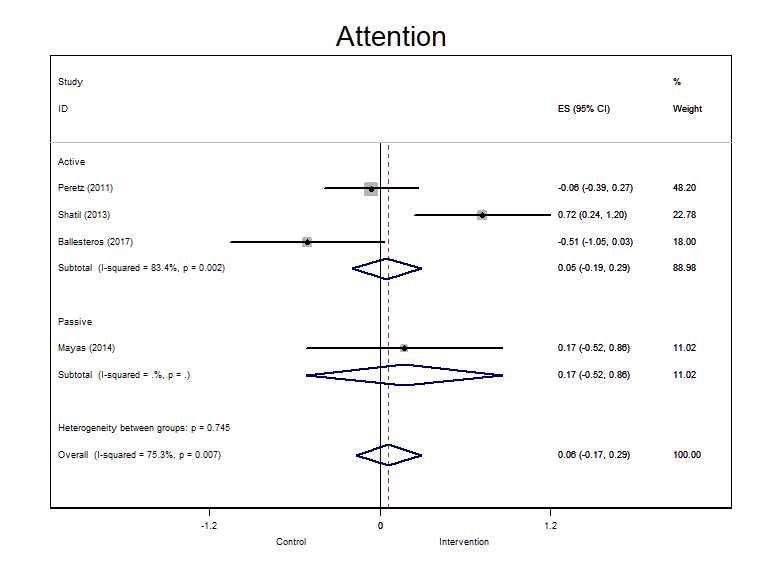 Attention
Study %
ID ES (95% CI) Weight
Active
Peretz (2011) -0.06 (-0.39, 0.27) 48.20
Shatil (2013) 0.72 (0.24, 1.20) 22.78
Ballesteros (2017) -0.51 (-1.05, 0.03) 18.00
Subtotal (I-squared = 83.4%, p = 0.002) 0.05 (-0.19, 0.29) 88.98
Passive
Mayas (2014) 0.17 (-0.52, 0.86) 11.02
Subtotal (I-squared = .%, p = .) 0.17 (-0.52, 0.86) 11.02
Heterogeneity between groups: p = 0.745
Overall (I-squared = 75.3%, p = 0.007) 0.06 (-0.17, 0.29) 100.00
-1.2 0 1.2
Control Intervention